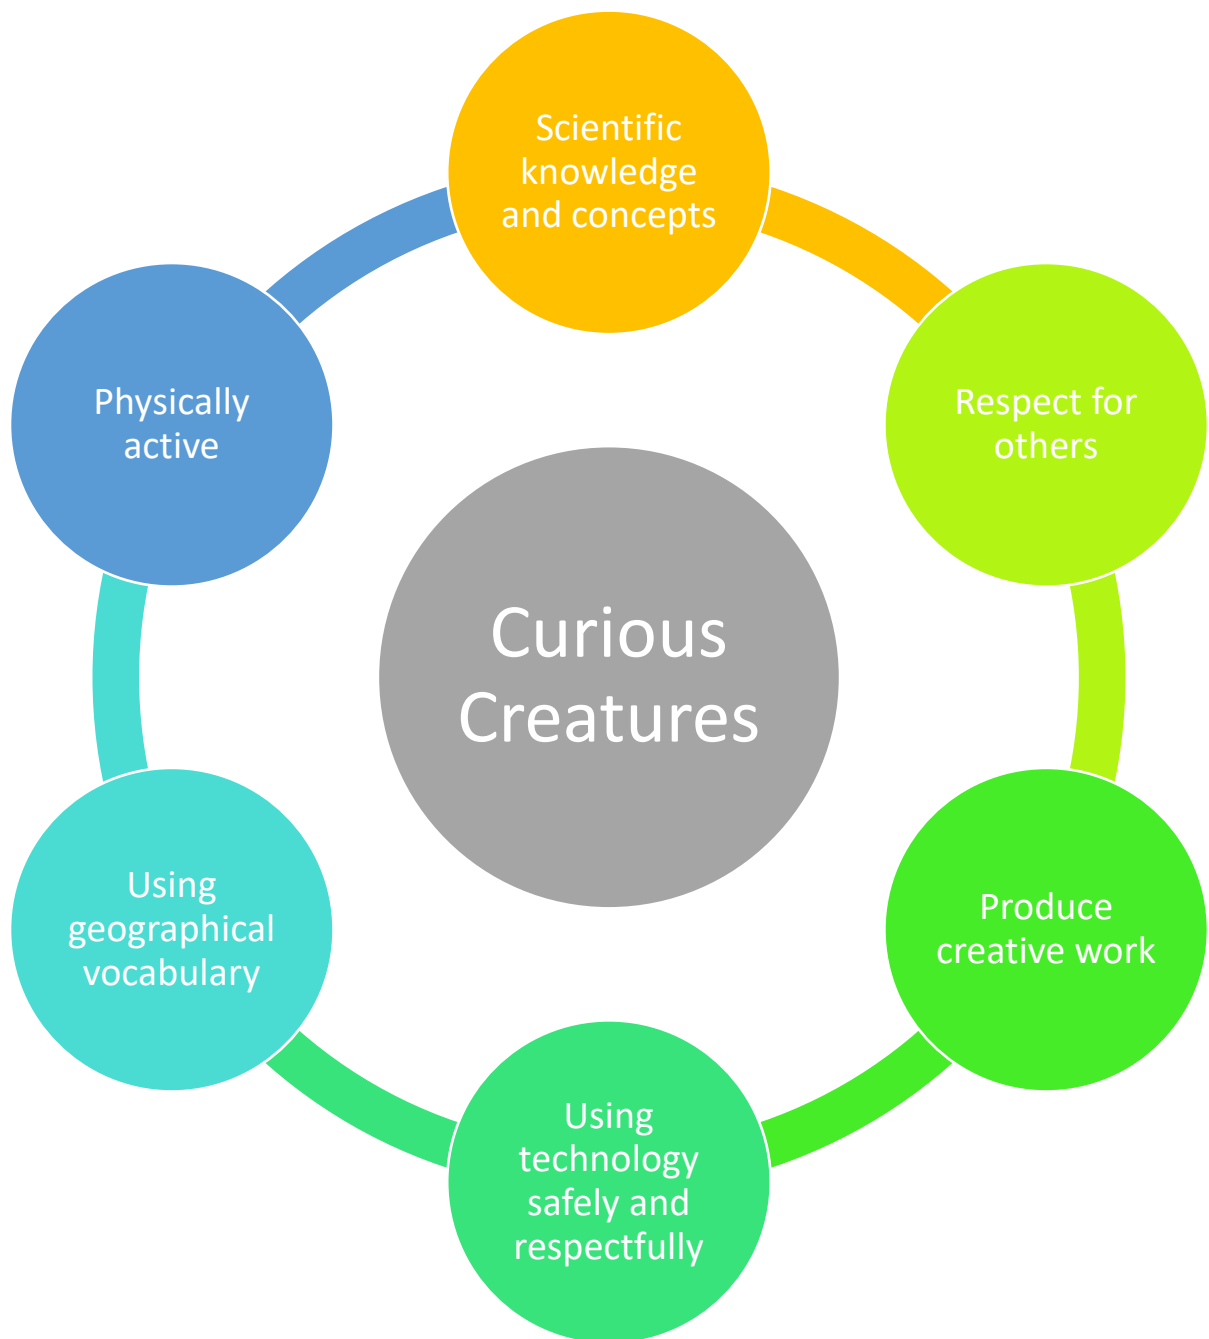 Scientific
knowledge
and concepts
Respect for
others
Produce
creative work
Using
technology
safely and
respectfully
Using
geographical
vocabulary
Physically
active
Curious
Creatures